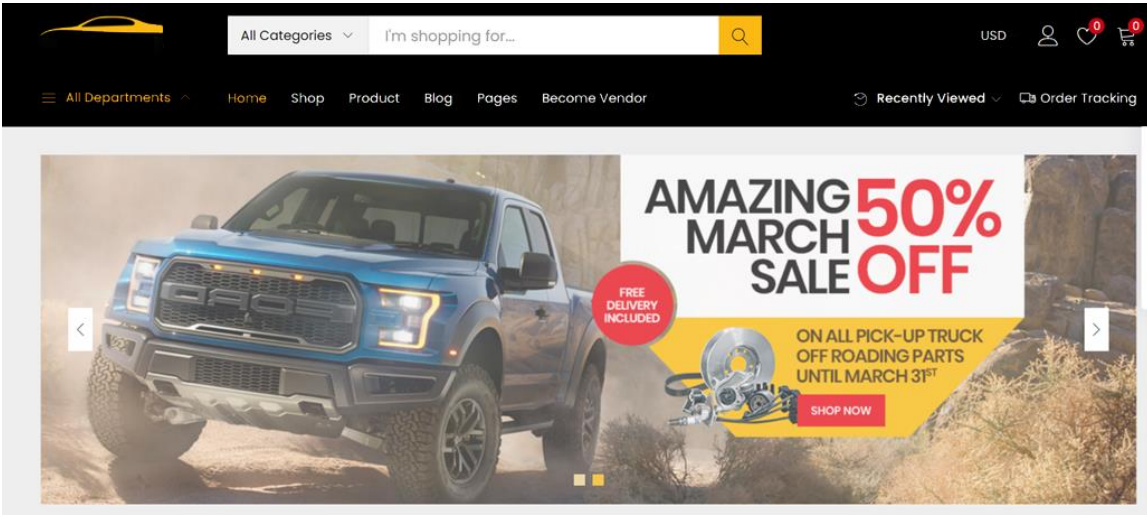 All Categories
I'm shopping for...
USD
0
0
All Departments
Home
Shop
Product
Blog
Pages
Become Vendor
Recently Viewed
Order Tracking
AMAZING
MARCH
SALE
50%
OFF
FREE
DELIVERY
INCLUDED
ON ALL PICK-UP TRUCK
OFF ROADING PARTS
UNTIL MARCH 31ST
SHOP NOW